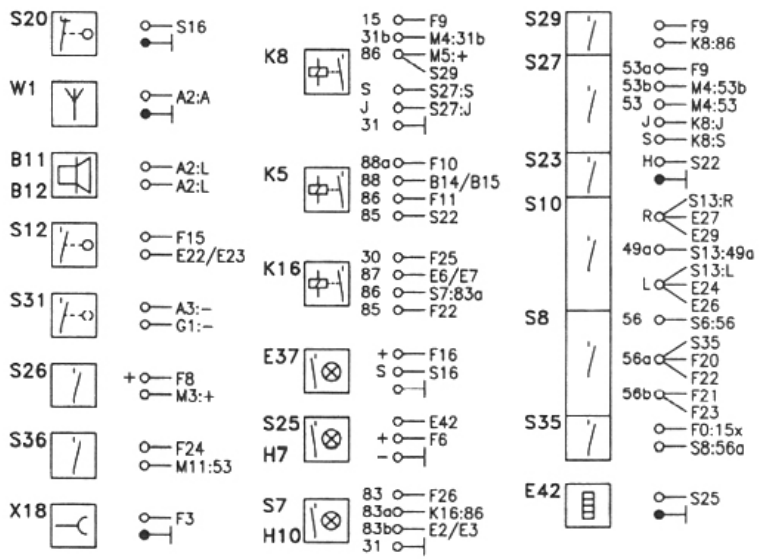 S20
S16
W1
A2:A
B11
B12
A2:L
A2:L
S12
F15
E22/E23
S31
A3:-
G1:-
S26
+ F8
M3:+
S36
F24
M11:53
X18
F3
K8
15 F9
31b M4:31b
86 M5:+
S29
S S27:S
J S27:J
31
K5
88a F10
88 B14/B15
86 F11
85 S22
K16
30 F25
87 E6/E7
86 S7:83a
85 F22
E37
+ F16
S S16
S25
H7
E42
+ F6
-
S7
H10
83 F26
83a K16:86
83b E2/E3
31
S29
F9
K8:86
S27
53a F9
53b M4:53b
53 M4:53
J K8:J
S K8:S
S23
H S22
S10
S13:R
R E27
E29
49a S13:49a
S13:L
L E24
E26
S8
56 S6:56
S35
56a F20
F22
56b F21
F23
S35
F0:15x
S8:56a
E42
S25